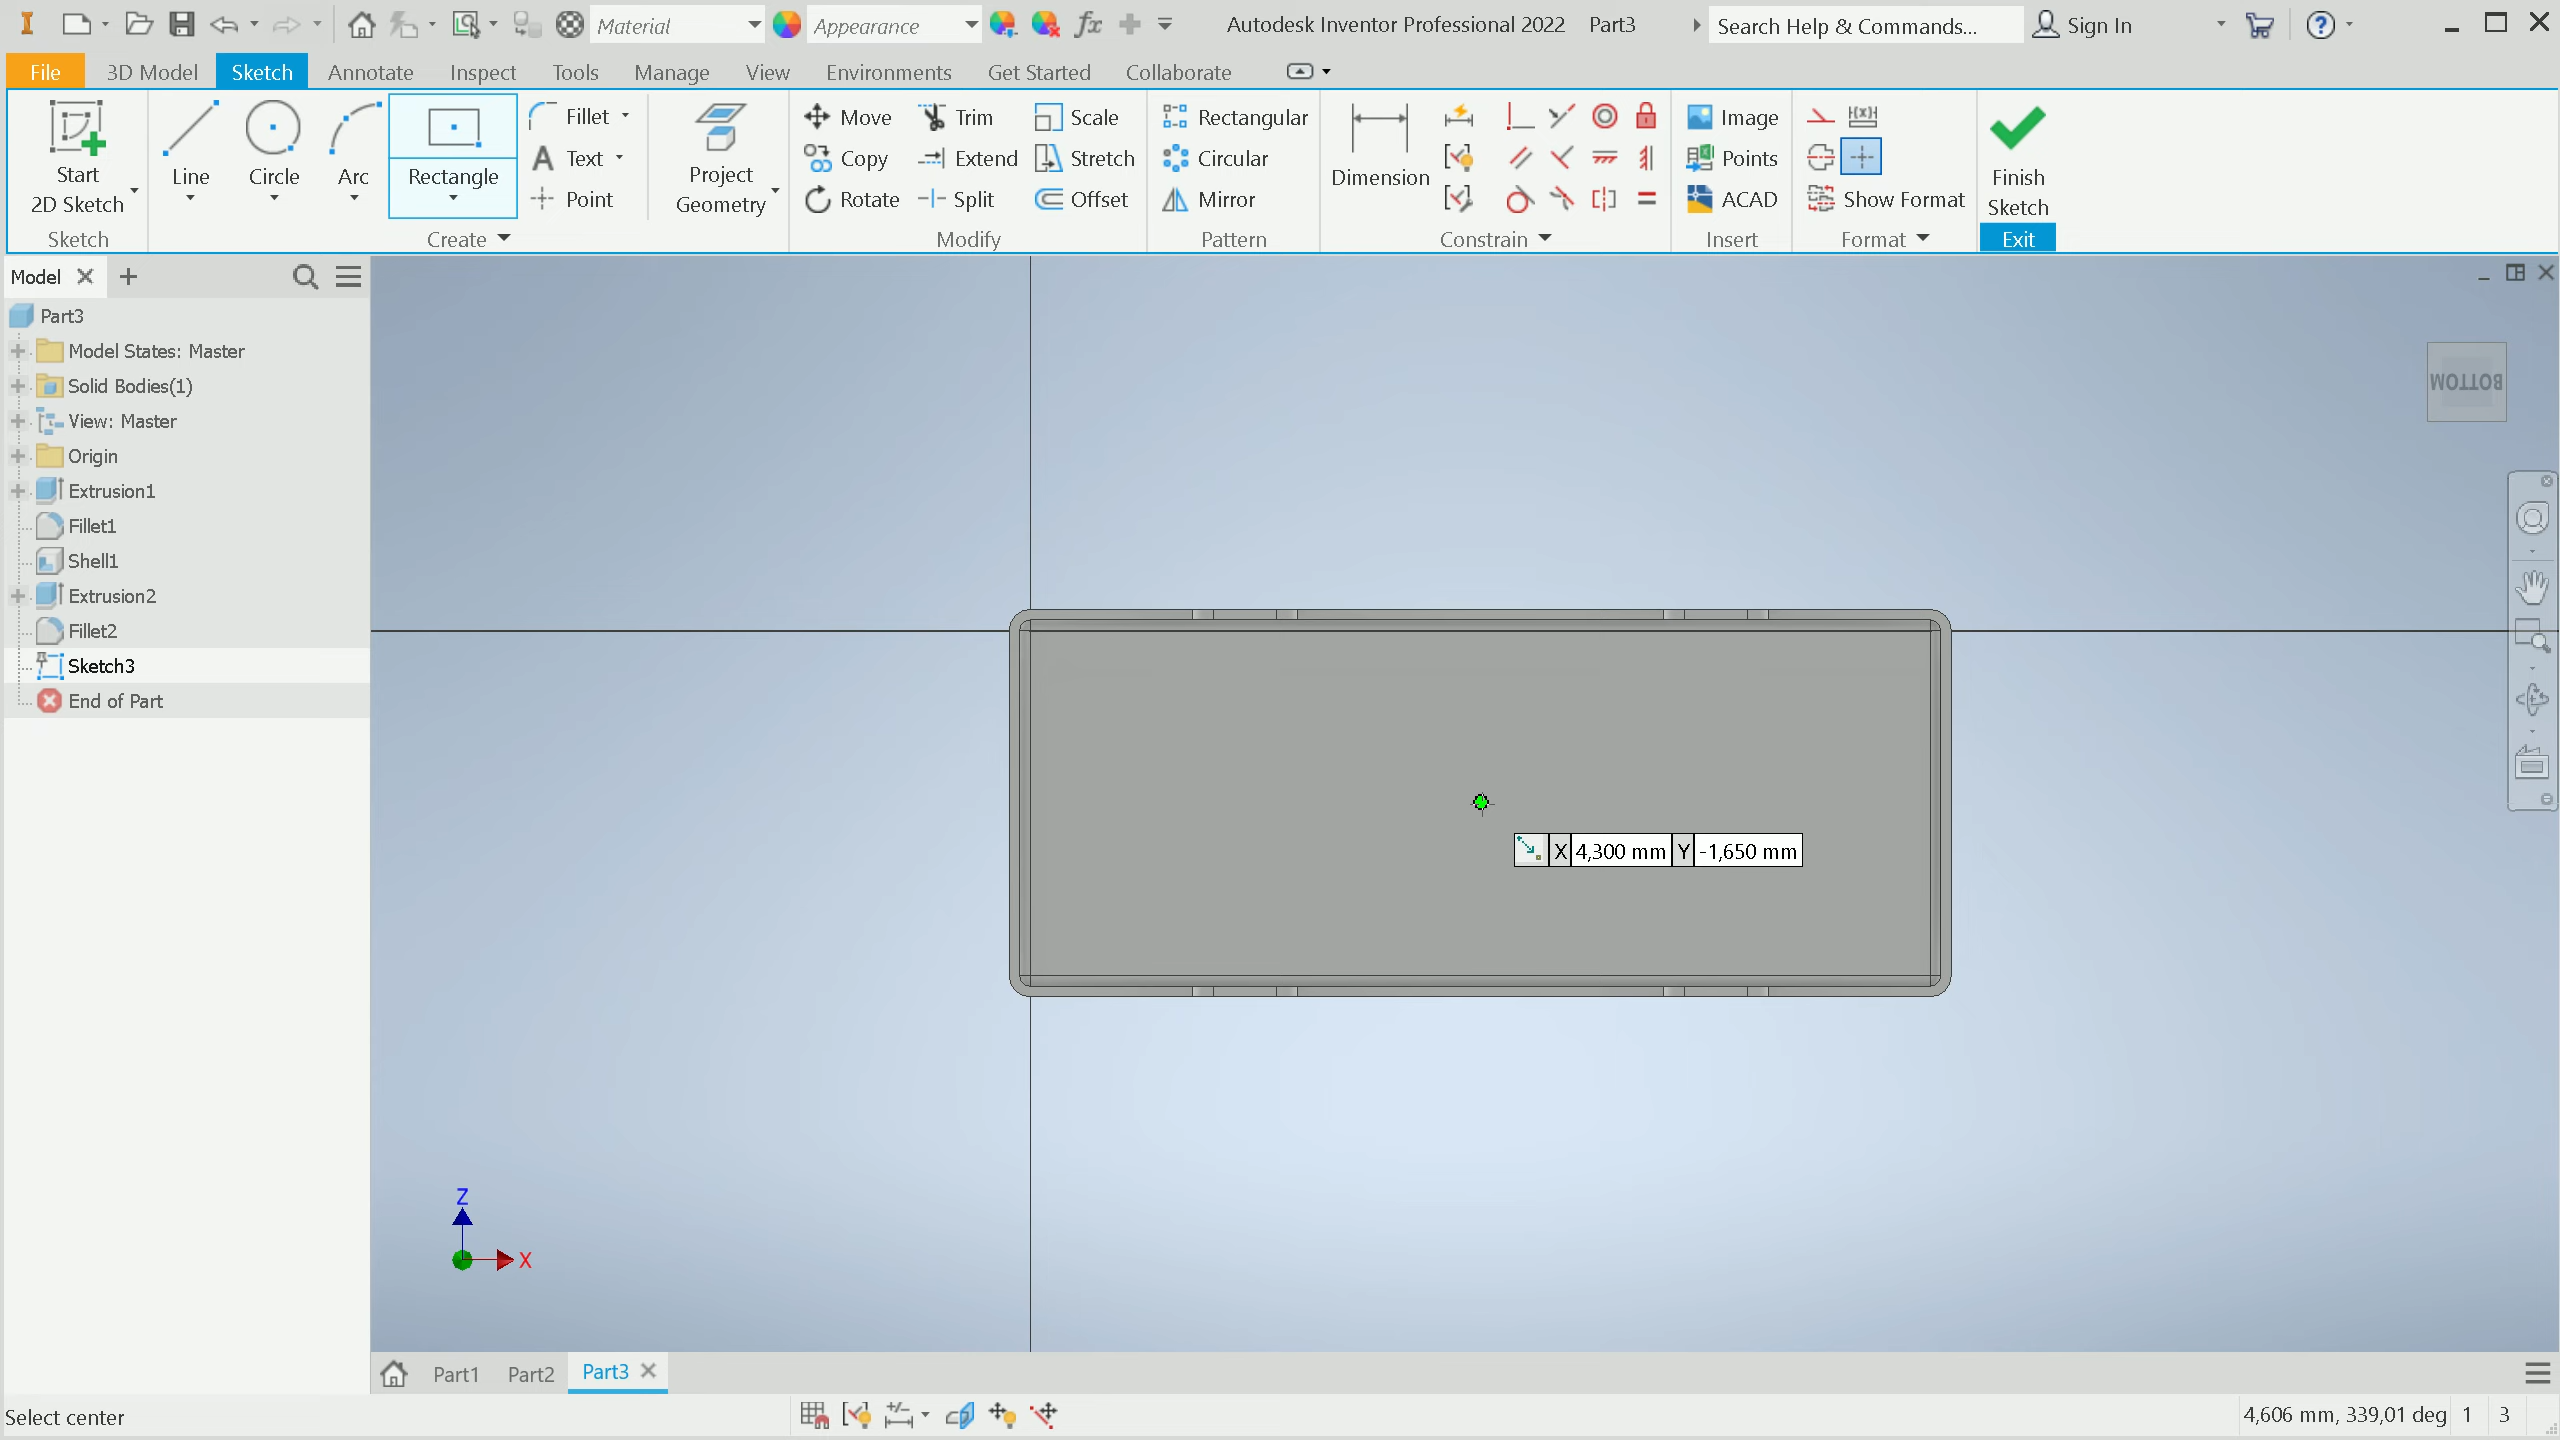 Material
Appearance
fx
Autodesk Inventor Professional 2022 Part3
Search Help & Commands...
Sign In
File
3D Model
Sketch
Annotate
Inspect
Tools
Manage
View
Environments
Get Started
Collaborate
Start
2D Sketch
Sketch
Line
Circle
Arc
Rectangle
Fillet
Text
Point
Create
Project
Geometry
Move
Trim
Scale
Copy
Extend
Stretch
Rotate
Split
Offset
Modify
Rectangular
Circular
Mirror
Pattern
Dimension
Constrain
Image
Points
ACAD
Insert
Show Format
Format
Finish
Sketch
Exit
Model
Part3
Model States: Master
Solid Bodies(1)
View: Master
Origin
Extrusion1
Fillet1
Shell1
Extrusion2
Fillet2
Sketch3
End of Part
BOTTOM
X 4,300 mm Y -1,650 mm
Z
X
Part1
Part2
Part3
Select center
4,606 mm, 339,01 deg 1 3